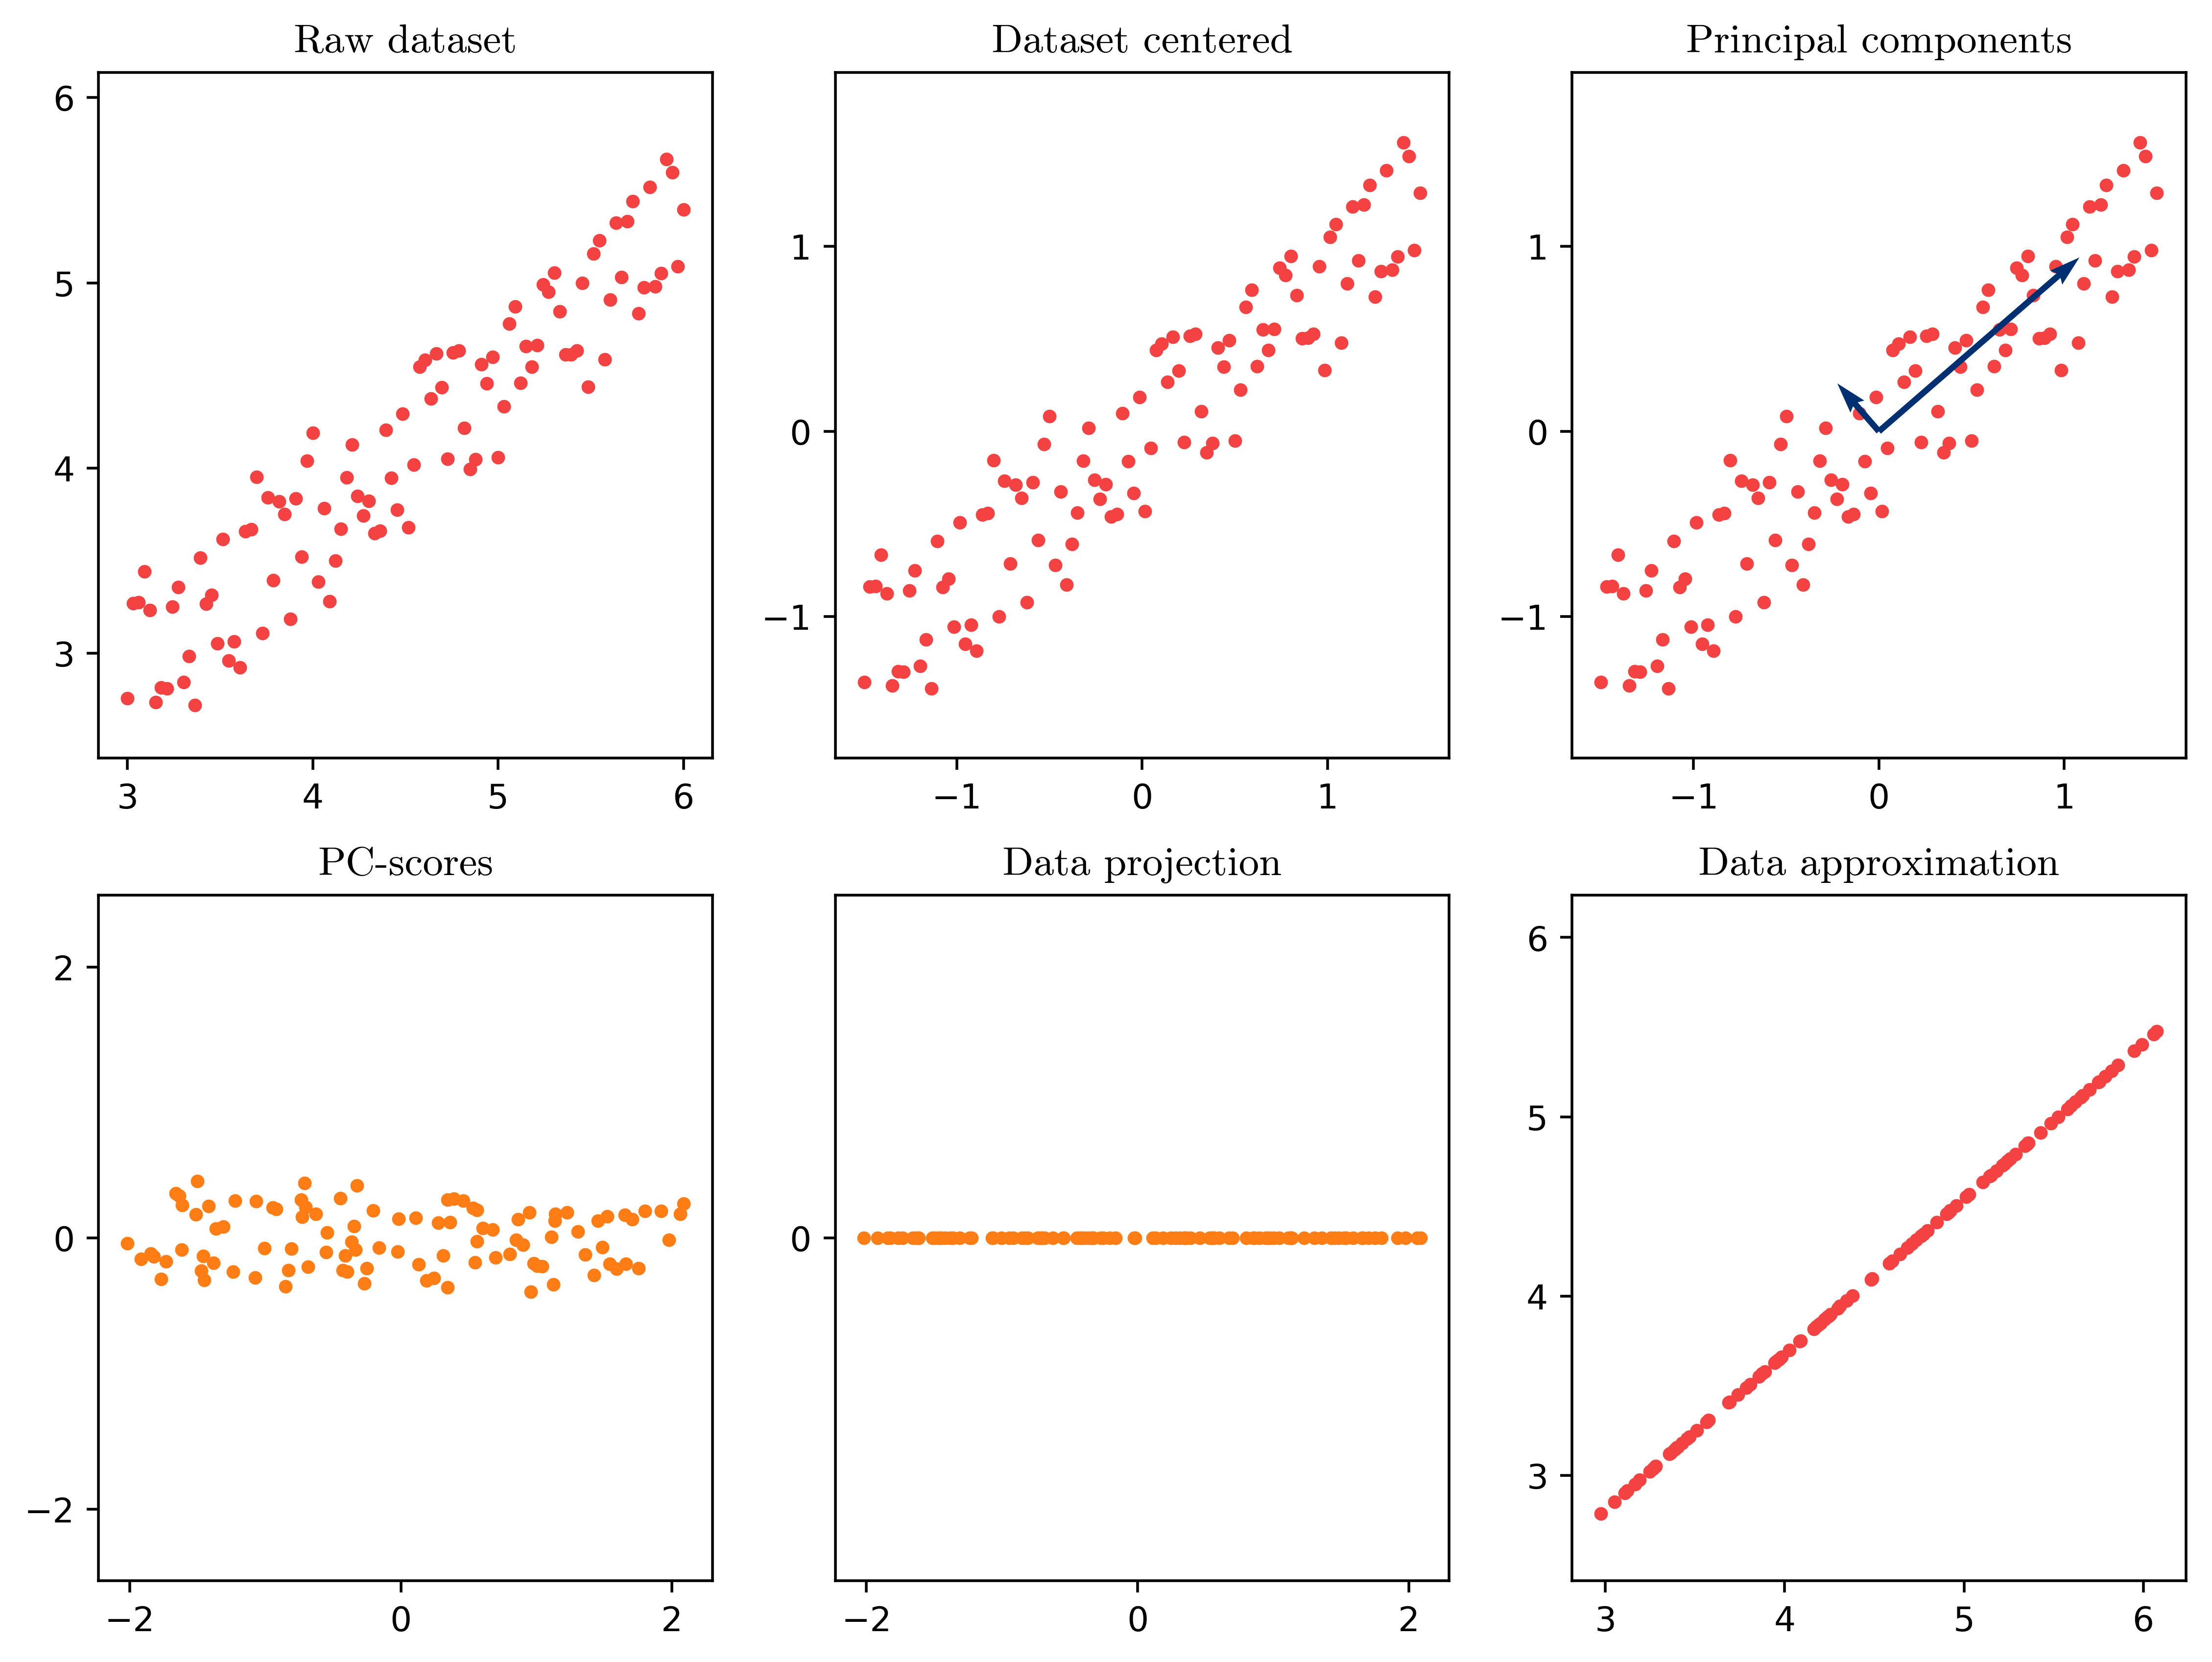 Raw dataset
Dataset centered
Principal components
6
5
4
3
3 4 5 6
1
0
−1
−1 0 1
1
0
−1
−1 0 1
PC-scores
Data projection
Data approximation
2
0
−2
−2 0 2
0
−2 0 2
6
5
4
3
3 4 5 6